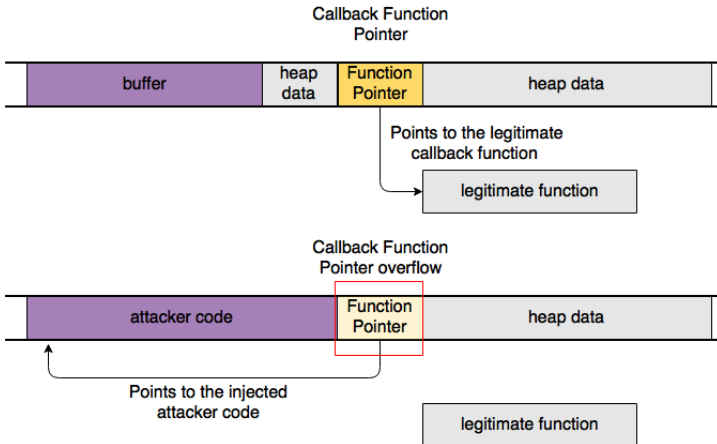 Callback Function
Pointer
buffer
heap
data
Function
Pointer
heap data
Points to the legitimate
callback function
legitimate function
Callback Function
Pointer overflow
attacker code
Function
Pointer
heap data
Points to the injected
attacker code
legitimate function